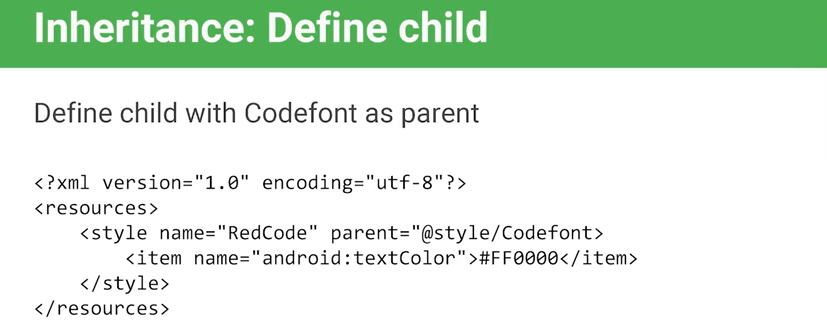 Inheritance: Define child
Define child with Codefont as parent
<?xml version="1.0" encoding="utf-8"?>
<resources>
    <style name="RedCode" parent="@style/Codefont>
        <item name="android:textColor">#FF0000</item>
    </style>
</resources>